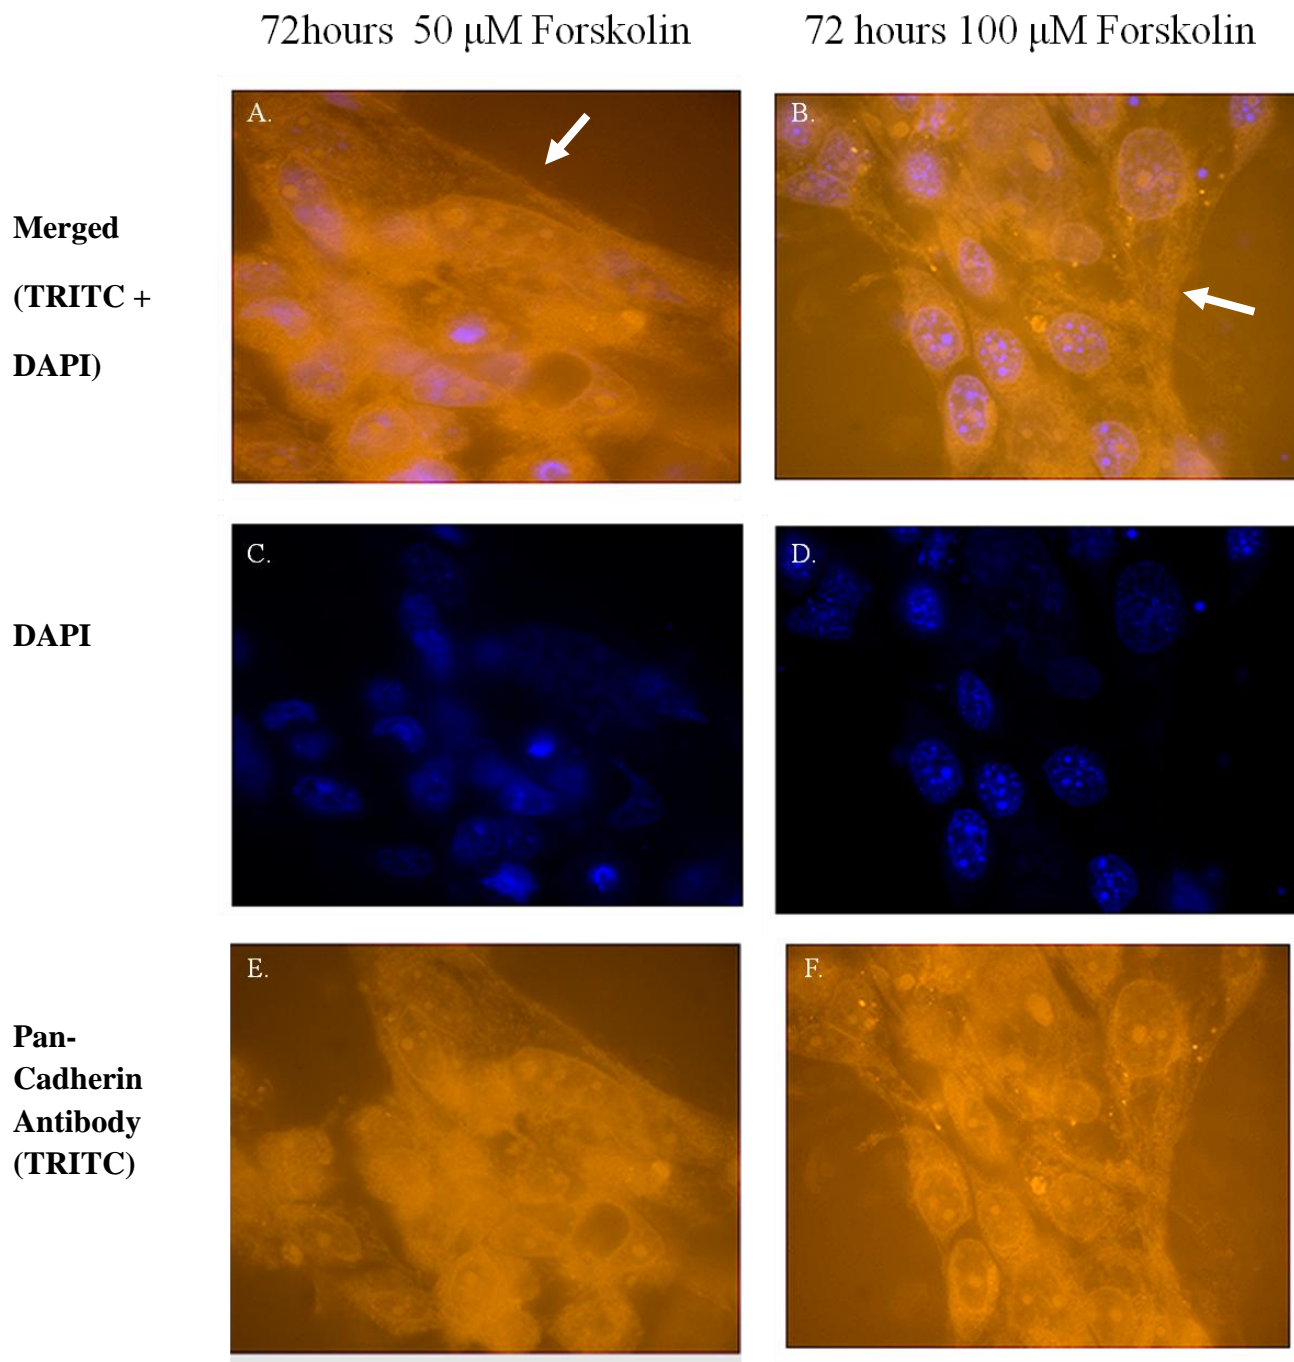 72hours 50 μM Forskolin
72 hours 100 μM Forskolin
A.
B.
Merged
(TRITC +
DAPI)
C.
D.
DAPI
E.
F.
Pan-
Cadherin
Antibody
(TRITC)